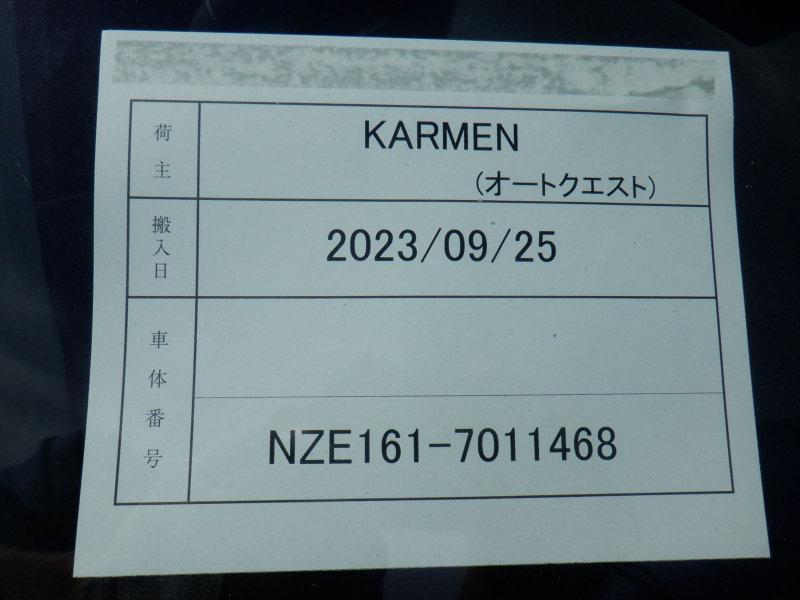 荷主
KARMEN
(オートクエスト)
搬入日
2023/09/25
車体番号
NZE161-7011468